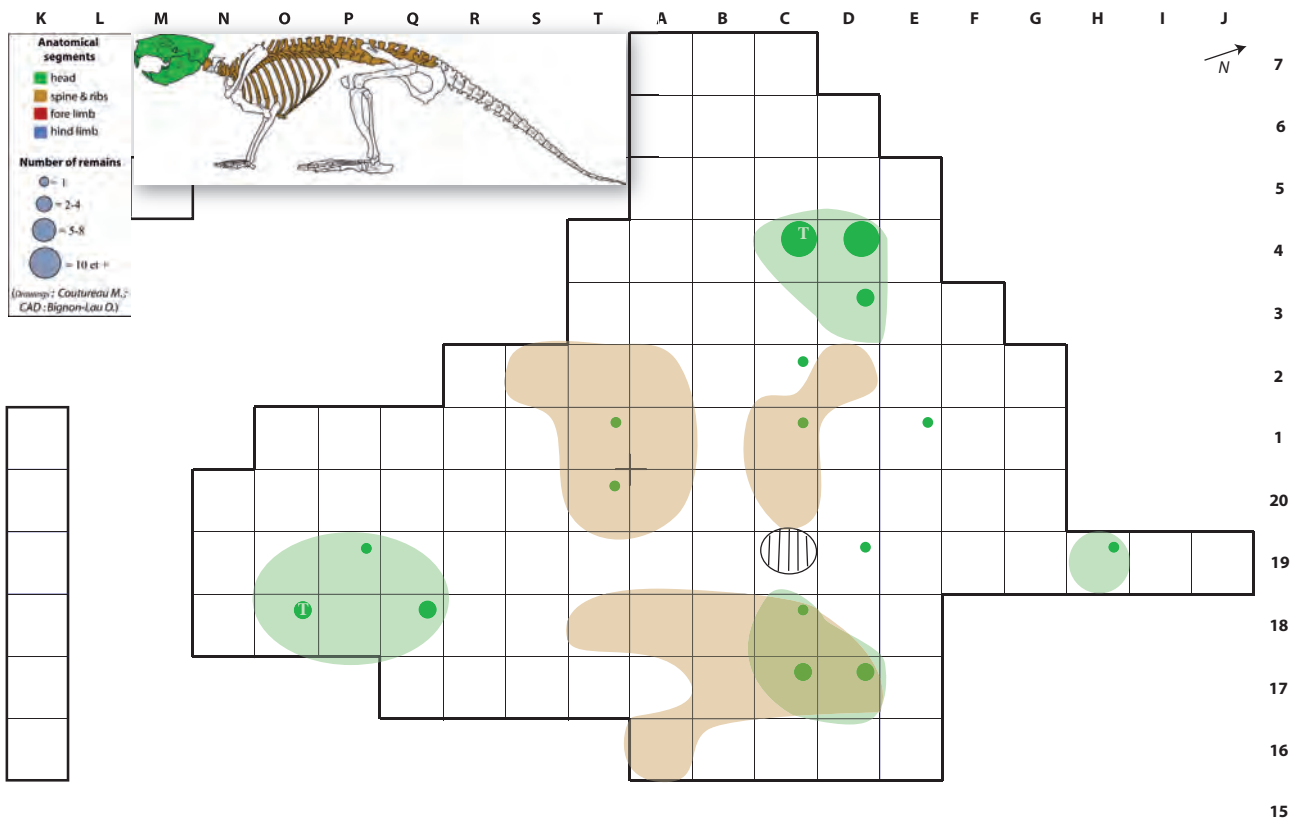 K L M N O P Q R S T A B C D E F G H I J
Anatomical
segments
head
spine & ribs
fore limb
hind limb
Number of remains
= 1
= 2-4
= 5-8
= 10 et +
(Drawings : Coutureau M.;
CAD : Bignon-Lau O.)
N
7
6
5
T
4
3
2
1
20
19
T
18
17
16
15